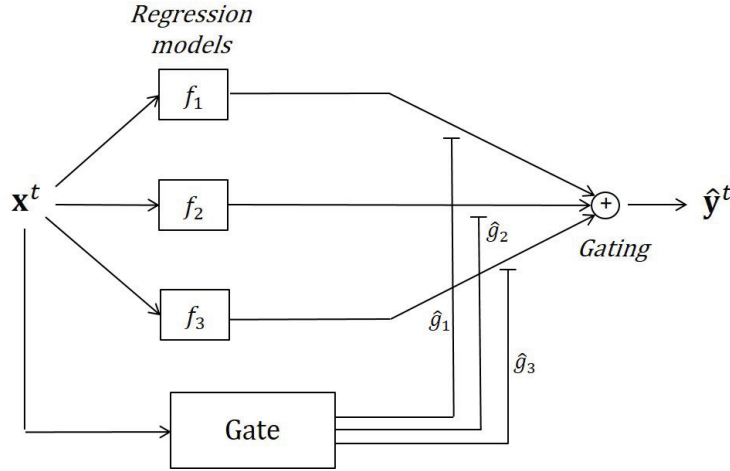 Regression
models
f₁
x^t
f₂
+
ŷ^t
ĝ₂
Gating
f₃
ĝ₁
ĝ₃
Gate